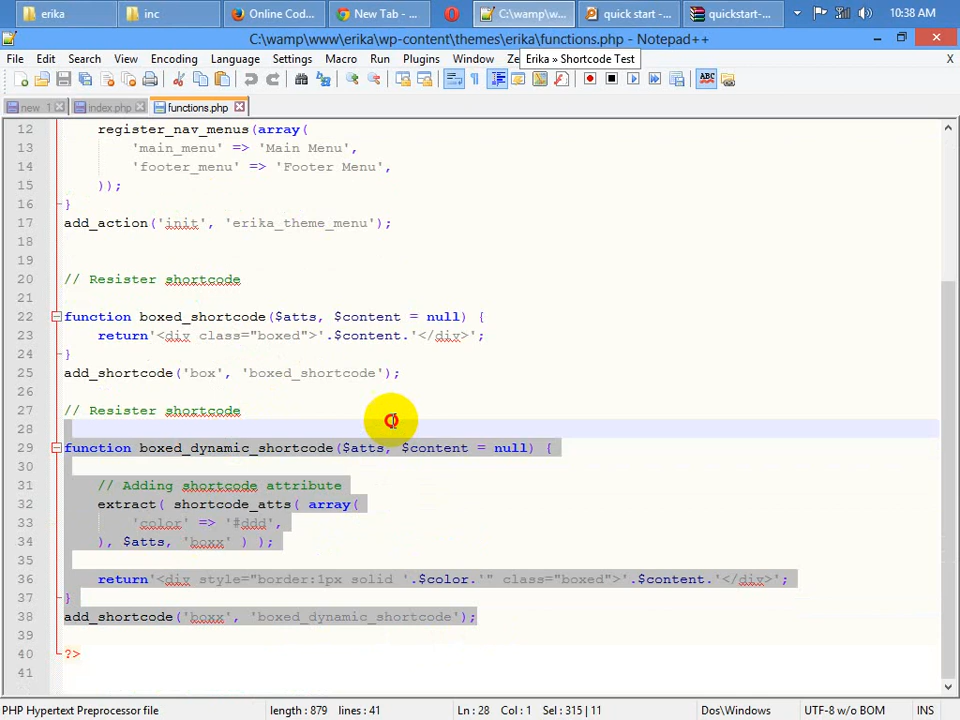 erika
inc
Online Cod...
New Tab - ...
C:\wamp\w...
quick start -...
quickstart-...
10:38 AM
C:\wamp\www\erika\wp-content\themes\erika\functions.php - Notepad++
File Edit Search View Encoding Language Settings Macro Run Plugins Window Ze
Erika » Shortcode Test
X
new 1 index.php functions.php
12 register_nav_menus(array(
13 'main_menu' => 'Main Menu',
14 'footer_menu' => 'Footer Menu',
15 ));
16 }
17 add_action('init', 'erika_theme_menu');
18
19
20 // Resister shortcode
21
22 function boxed_shortcode($atts, $content = null) {
23 return'<div class="boxed">'.$content.'</div>';
24 }
25 add_shortcode('box', 'boxed_shortcode');
26
27 // Resister shortcode
28
29 function boxed_dynamic_shortcode($atts, $content = null) {
30
31 // Adding shortcode attribute
32 extract( shortcode_atts( array(
33 'color' => '#ddd',
34 ), $atts, 'boxx' ) );
35
36 return'<div style="border:1px solid '.$color.'" class="boxed">'.$content.'</div>';
37 }
38 add_shortcode('boxx', 'boxed_dynamic_shortcode');
39
40 ?>
41
PHP Hypertext Preprocessor file length : 879 lines : 41 Ln : 28 Col : 1 Sel : 315 | 11 Dos\Windows UTF-8 w/o BOM INS